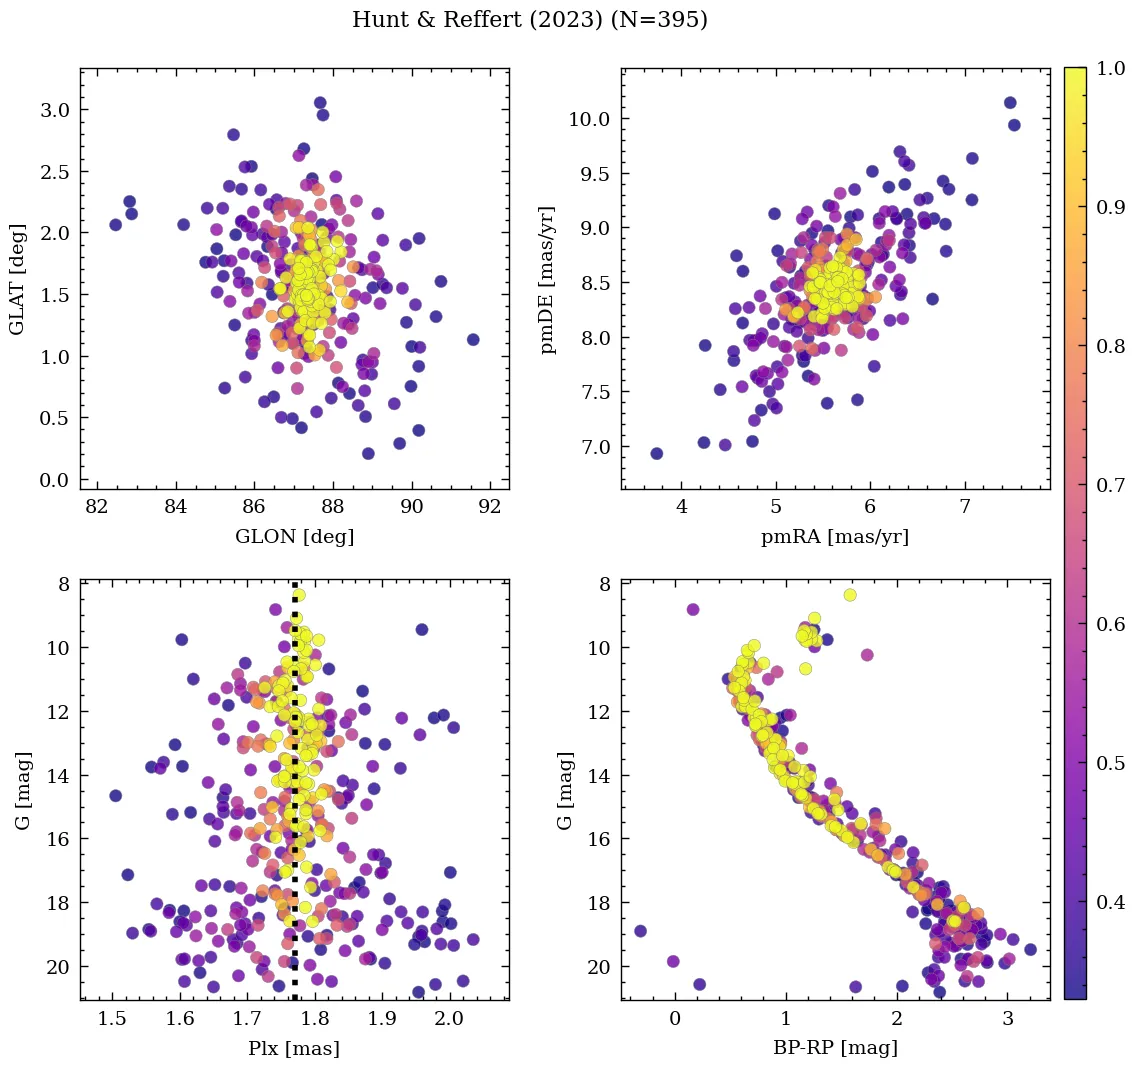 Hunt & Reffert (2023) (N=395)
3.0
2.5
2.0
1.5
1.0
0.5
0.0
GLAT [deg]
82 84 86 88 90 92
GLON [deg]
10.0
9.5
9.0
8.5
8.0
7.5
7.0
pmDE [mas/yr]
4 5 6 7
pmRA [mas/yr]
8
10
12
14
16
18
20
G [mag]
1.5 1.6 1.7 1.8 1.9 2.0
Plx [mas]
8
10
12
14
16
18
20
G [mag]
0 1 2 3
BP-RP [mag]
1.0
0.9
0.8
0.7
0.6
0.5
0.4